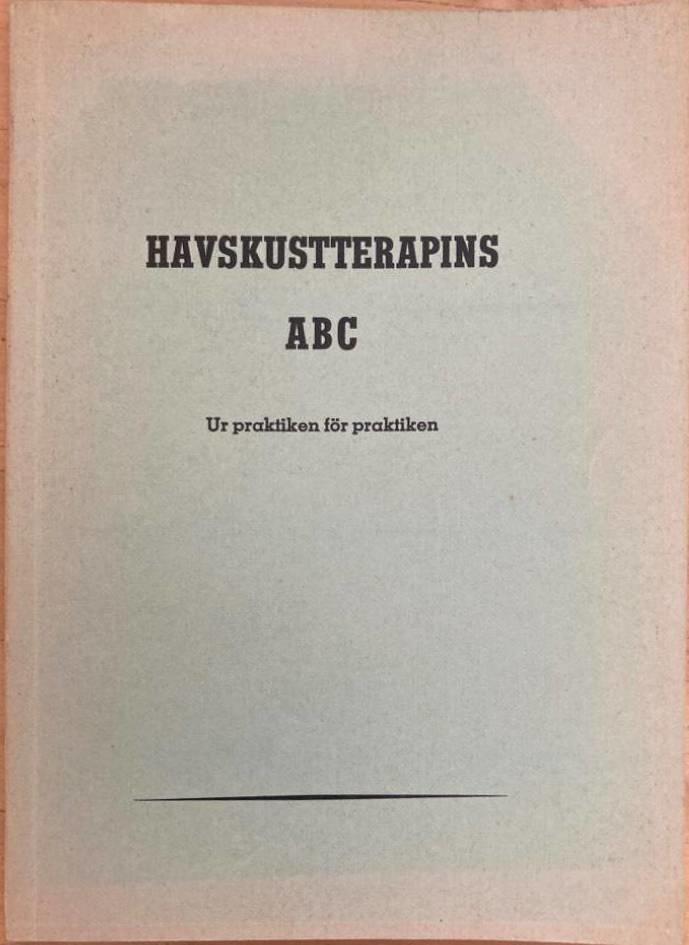 HAVSKUSTTERAPINS
ABC
Ur praktiken för praktiken